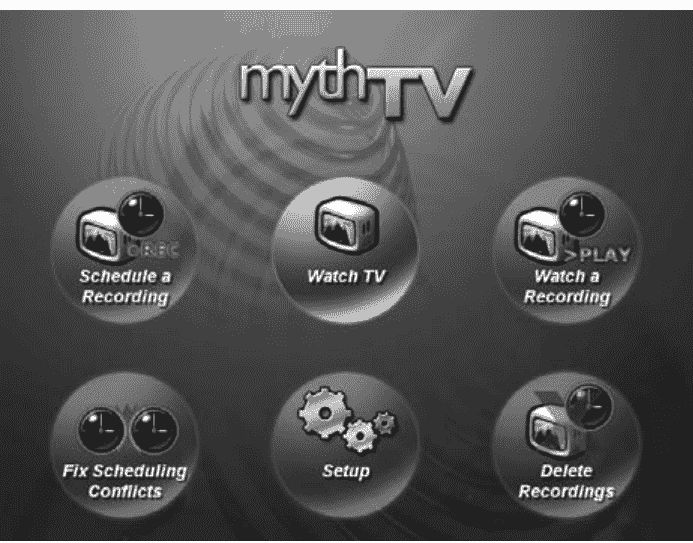 mythTV
REC
>PLAY
Schedule a
Recording
Watch TV
Watch a
Recording
Fix Scheduling
Conflicts
Setup
Delete
Recordings